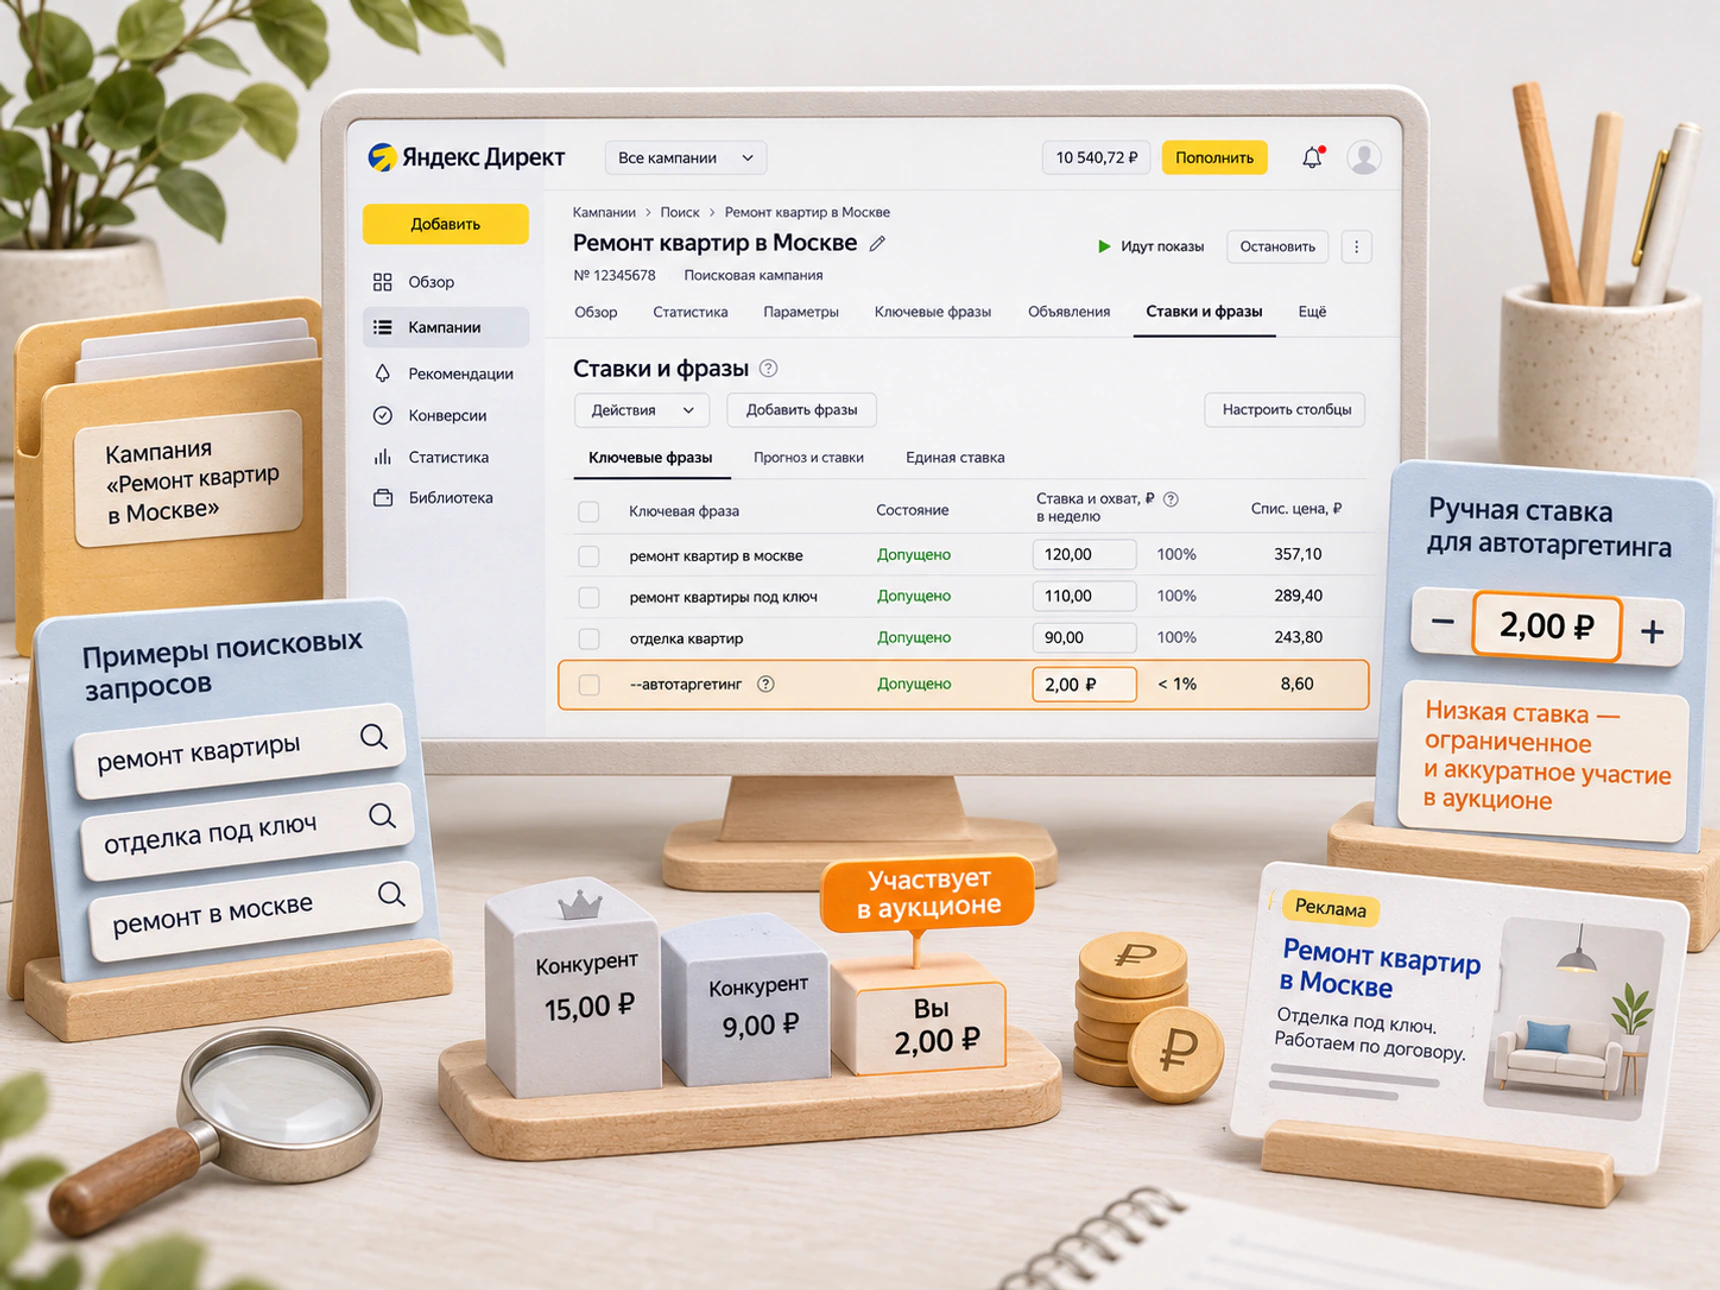 Яндекс Директ
Все кампании
10 540,72 ₽
Пополнить
Добавить
Обзор
Кампании
Рекомендации
Конверсии
Статистика
Библиотека
Кампании > Поиск > Ремонт квартир в Москве
Ремонт квартир в Москве
№ 12345678 Поисковая кампания
Идут показы
Остановить
Обзор Статистика Параметры Ключевые фразы Объявления Ставки и фразы Ещё
Ставки и фразы ?
Действия
Добавить фразы
Настроить столбцы
Ключевые фразы Прогноз и ставки Единая ставка
Ключевая фраза Состояние Ставка и охват, ₽ ? Спис. цена, ₽
в неделю
ремонт квартир в москве Допущено 120,00 100% 357,10
ремонт квартиры под ключ Допущено 110,00 100% 289,40
отделка квартир Допущено 90,00 100% 243,80
--автотаргетинг ? Допущено 2,00 ₽ < 1% 8,60
Кампания
«Ремонт квартир
в Москве»
Примеры поисковых
запросов
ремонт квартиры
отделка под ключ
ремонт в москве
Ручная ставка
для автотаргетинга
− 2,00 ₽ +
Низкая ставка —
ограниченное
и аккуратное участие
в аукционе
Участвует
в аукционе
Конкурент
15,00 ₽
Конкурент
9,00 ₽
Вы
2,00 ₽
₽
₽
Реклама
Ремонт квартир
в Москве
Отделка под ключ.
Работаем по договору.